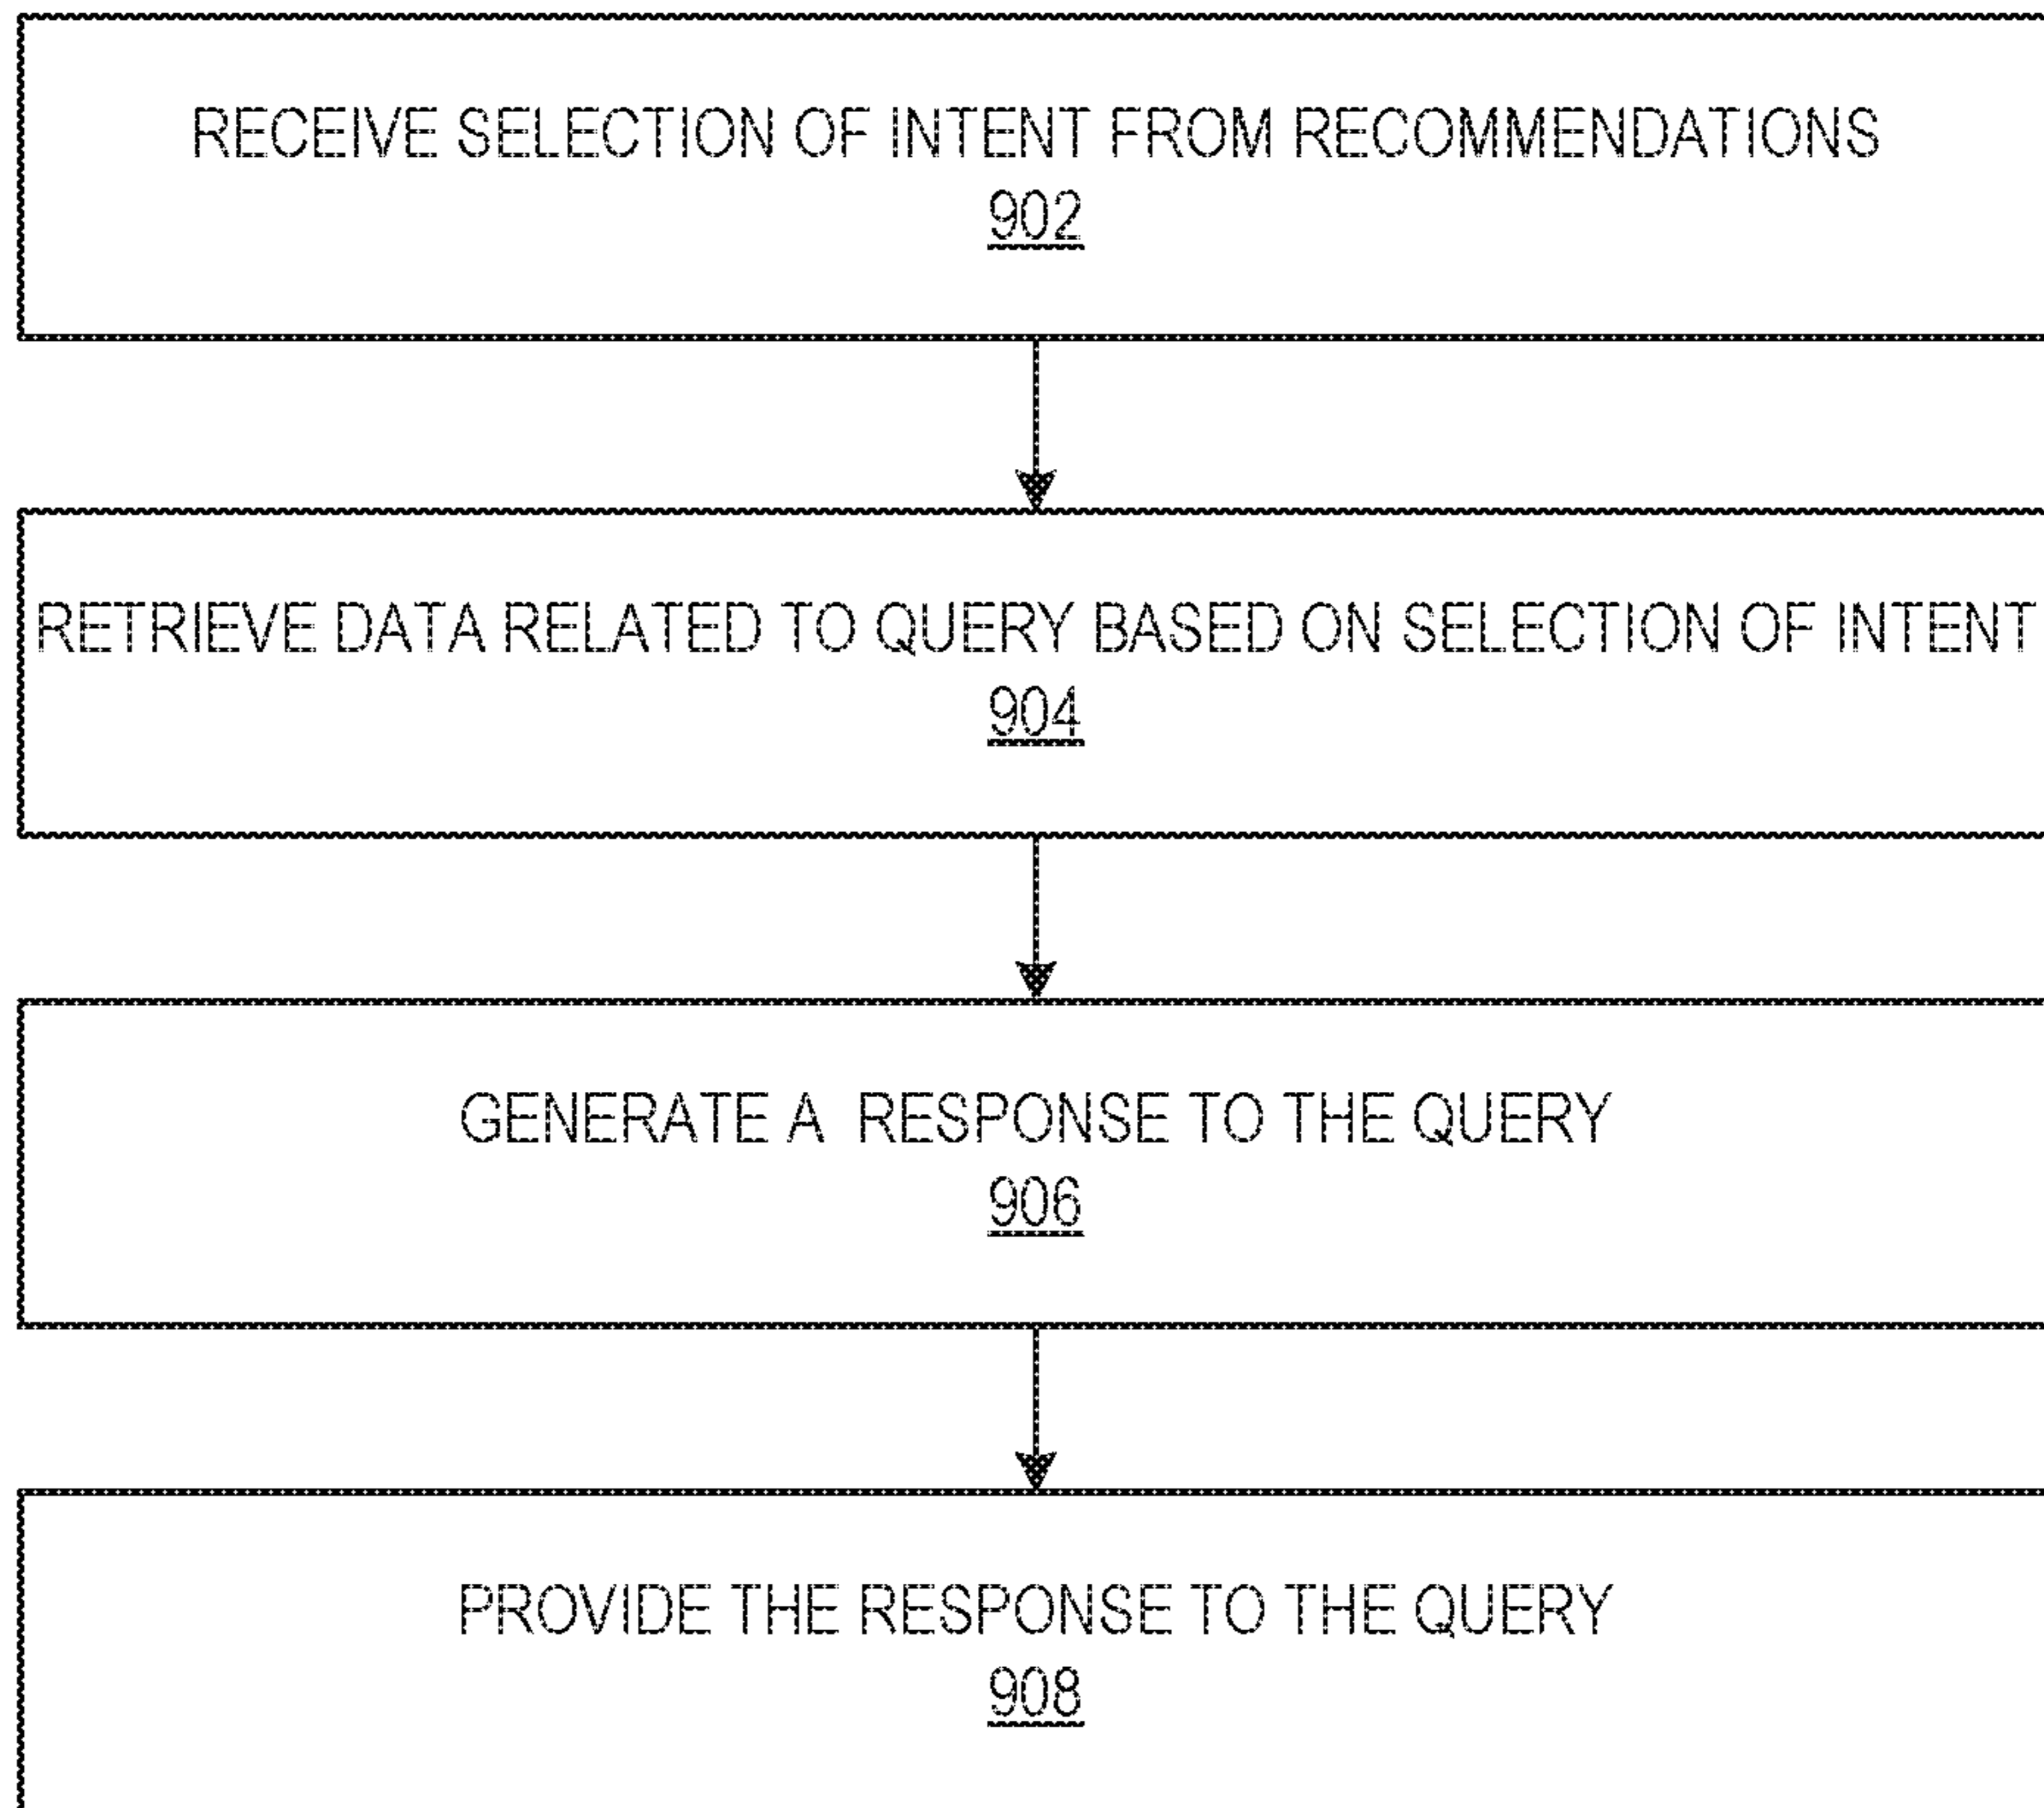 RECEIVE SELECTION OF INTENT FROM RECOMMENDATIONS
902
RETRIEVE DATA RELATED TO QUERY BASED ON SELECTION OF INTENT
904
GENERATE A  RESPONSE TO THE QUERY
906
PROVIDE THE RESPONSE TO THE QUERY
908